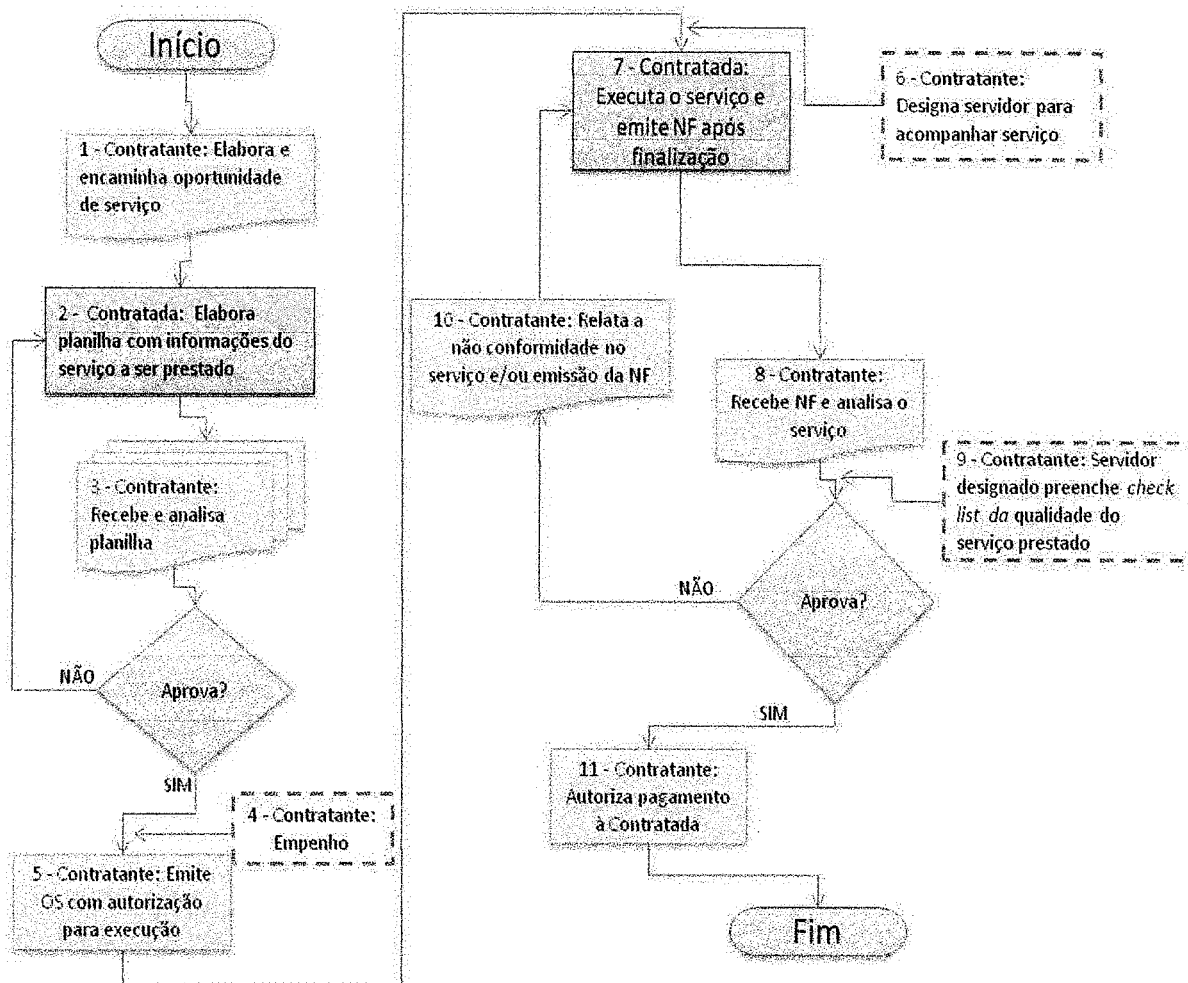 Início
1 - Contratante: Elabora e
encaminha oportunidade
de serviço
2 - Contratada: Elabora
planilha com informações do
serviço a ser prestado
3 - Contratante:
Recebe e analisa
planilha
Aprova?
NÃO
SIM
4 - Contratante:
Empenho
5 - Contratante: Emite
OS com autorização
para execução
6 - Contratante:
Designa servidor para
acompanhar serviço
7 - Contratada:
Executa o serviço e
emite NF após
finalização
8 - Contratante:
Recebe NF e analisa o
serviço
9 - Contratante: Servidor
designado preenche check
list da qualidade do
serviço prestado
Aprova?
NÃO
10 - Contratante: Relata a
não conformidade no
serviço e/ou emissão da NF
SIM
11 - Contratante:
Autoriza pagamento
à Contratada
Fim